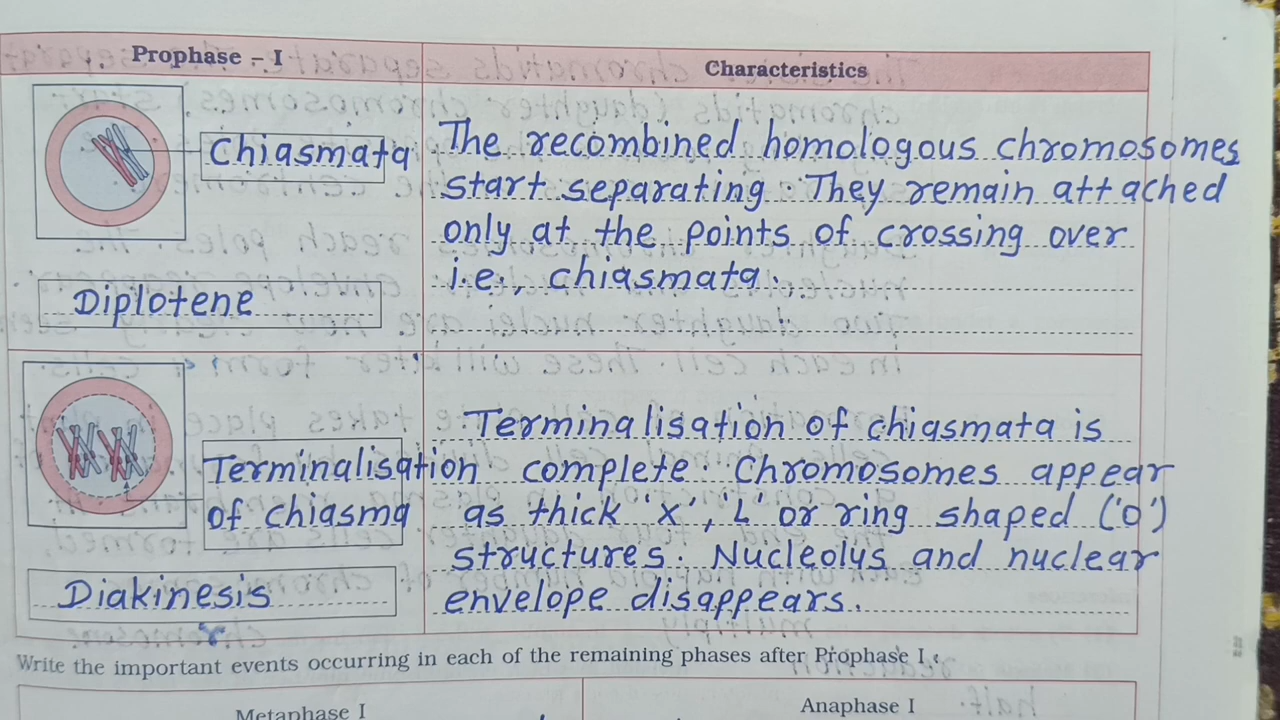 Prophase – I
Characteristics
Chiasmata
The recombined homologous chromosomes
start separating. They remain attached
only at the points of crossing over
i.e., chiasmata.
Diplotene
Terminalisation of chiasmata is
complete. Chromosomes appear
as thick 'X', 'L' or ring shaped ('O')
structures. Nucleolus and nuclear
envelope disappears.
Terminalisation
of chiasma
Diakinesis
Write the important events occurring in each of the remaining phases after Prophase I.
Metaphase I
Anaphase I